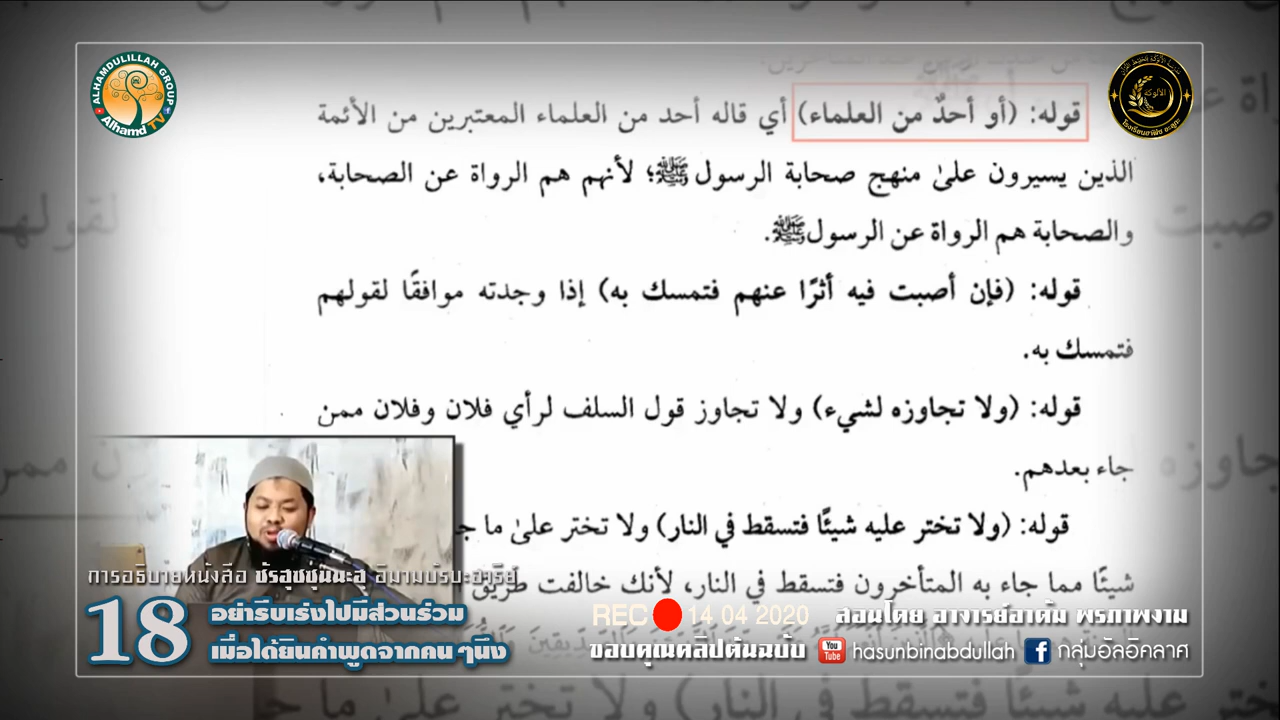 ALHAMDULILLAH GROUP
Alhamd TV
الألوكة
قوله: (أو أحدٌ من العلماء) أي قاله أحد من العلماء المعتبرين من الأئمة
الذين يسيرون علىٰ منهج صحابة الرسول ﷺ؛ لأنهم هم الرواة عن الصحابة،
والصحابة هم الرواة عن الرسول ﷺ.
قوله: (فإن أصبت فيه أثرًا عنهم فتمسك به) إذا وجدته موافقًا لقولهم
فتمسك به.
قوله: (ولا تجاوزه لشيء) ولا تجاوز قول السلف لرأي فلان وفلان ممن
جاء بعدهم.
قوله: (ولا تختر عليه شيئًا فتسقط في النار) ولا تختر علىٰ ما جـ
شيئًا مما جاء به المتأخرون فتسقط في النار، لأنك خالفت طريق
การอธิบายหนังสือ ชัรฮุซซุนนะฮฺ อิมามบัรบะฮารีย์
18 อย่ารีบเร่งไปมีส่วนร่วม
เมื่อได้ยินคำพูดจากคนๆนึง
REC 14 04 2020 สอนโดย อาจารย์อาดัม พรภาพงาม
ขอบคุณคลิปต้นฉบับ YouTube hasunbinabdullah f กลุ่มอัลอิคลาศ